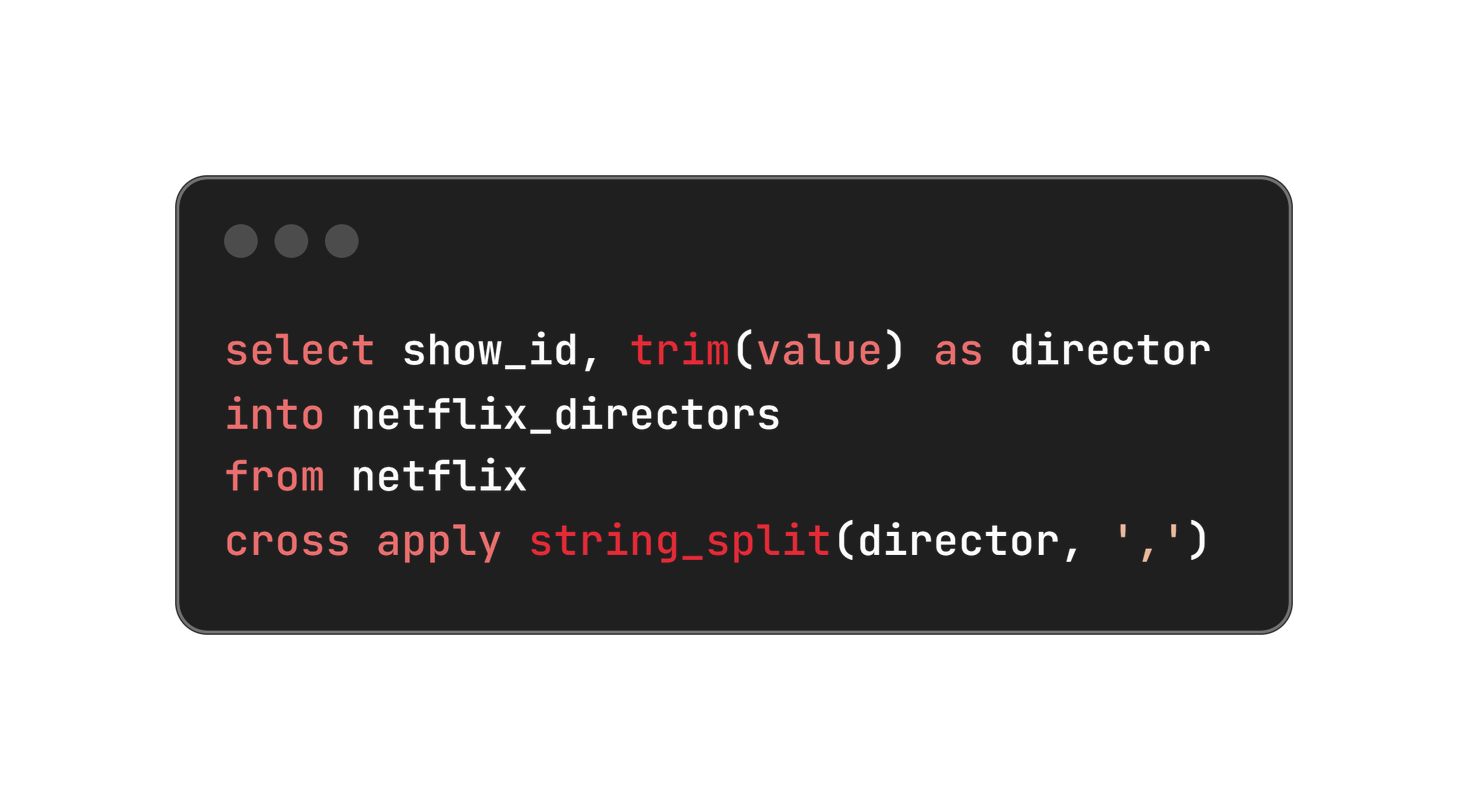 select show_id, trim(value) as director
into netflix_directors
from netflix
cross apply string_split(director, ',')